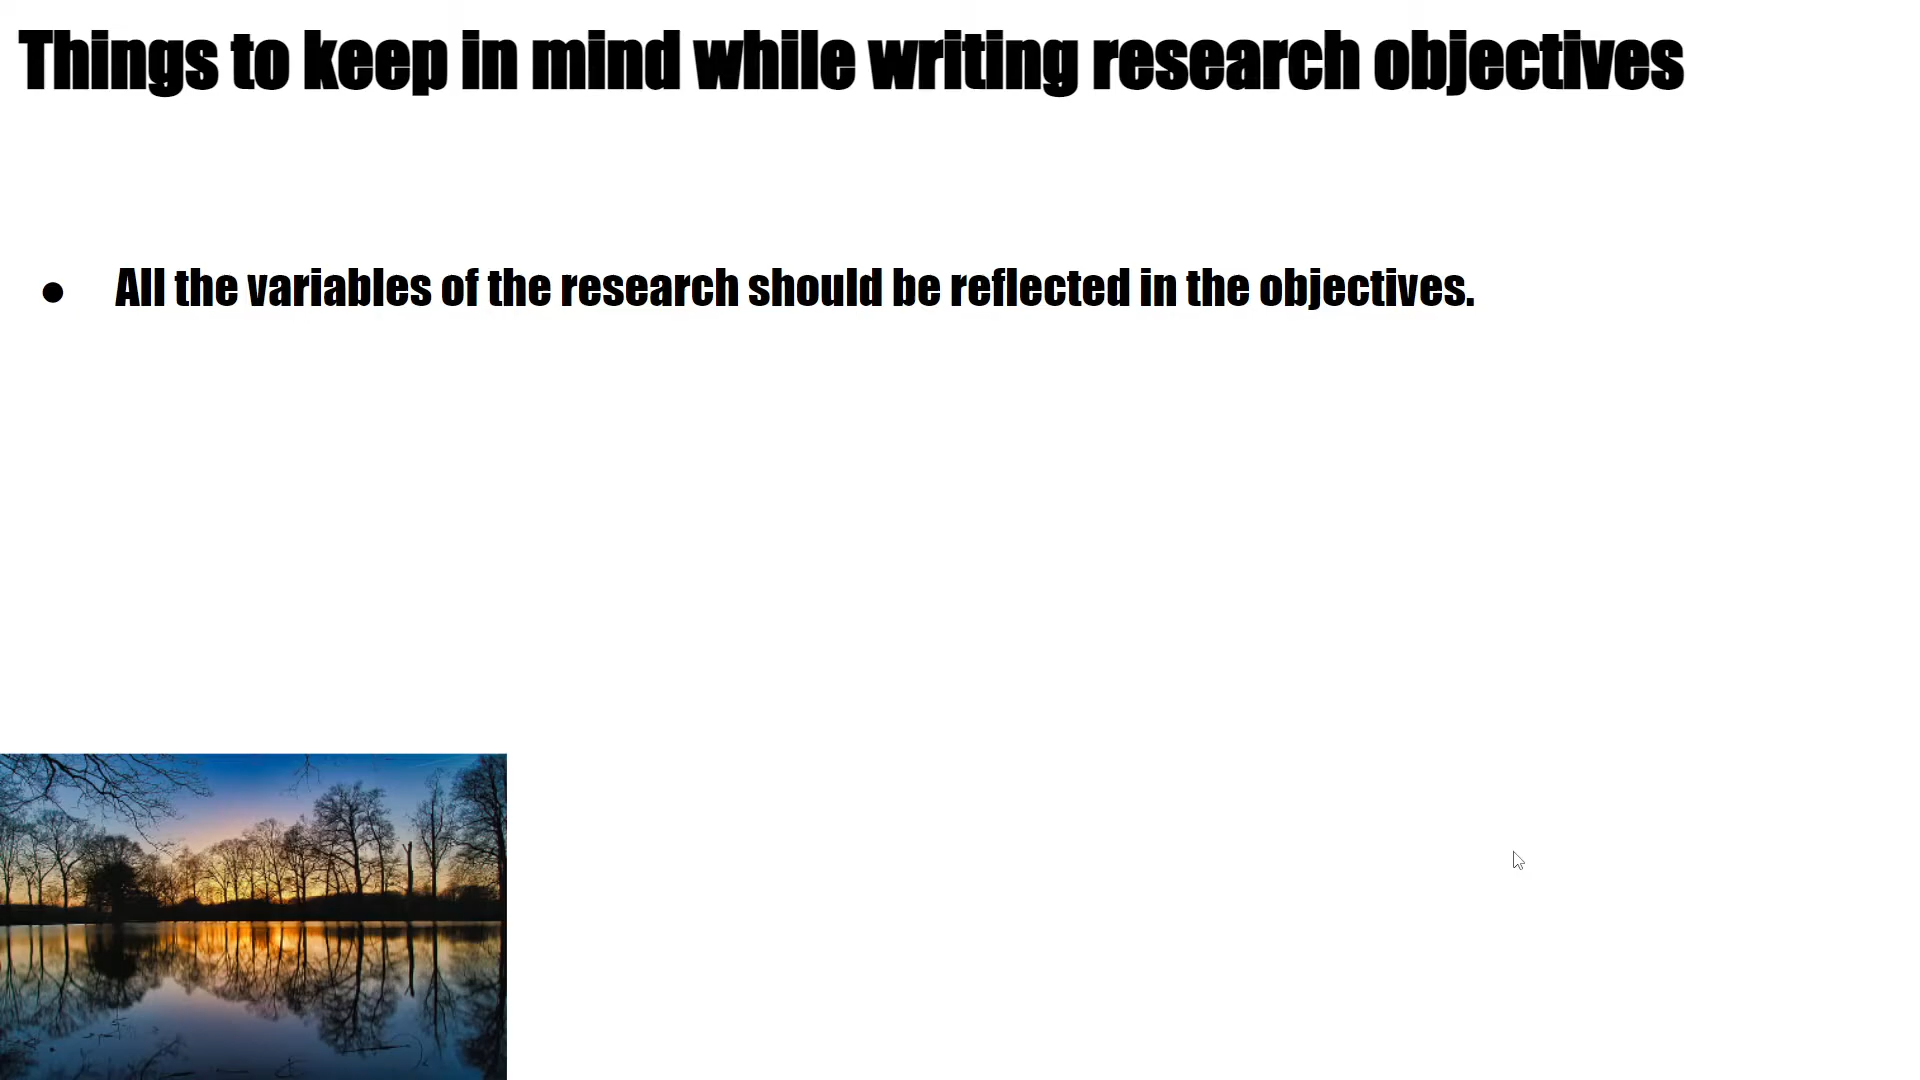 Things to keep in mind while writing research objectives
● All the variables of the research should be reflected in the objectives.